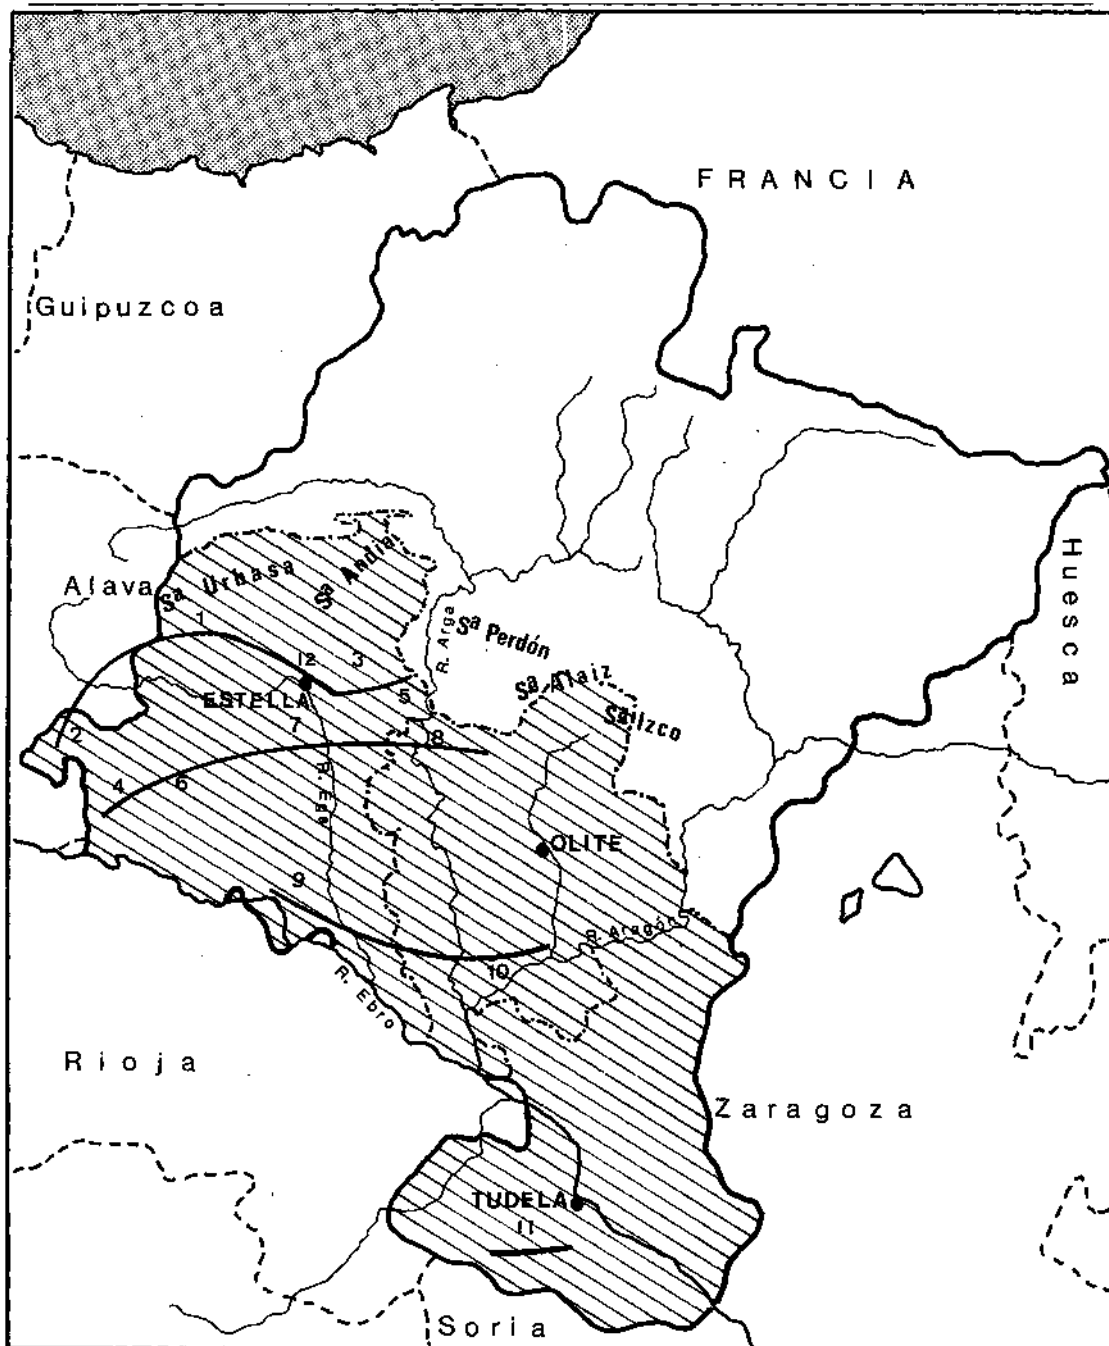 FRANCIA
Guipuzcoa
Huesca
Alava
Sª Urbasa
Sª Andia
R. Arga
Sª Perdón
1
12
3
Sª Alaiz
ESTELLA
5
Sª Izco
7
8
2
4
6
R. Ega
OLITE
9
R. Aragón
10
R. Ebro
Rioja
Zaragoza
TUDELA
11
Soria